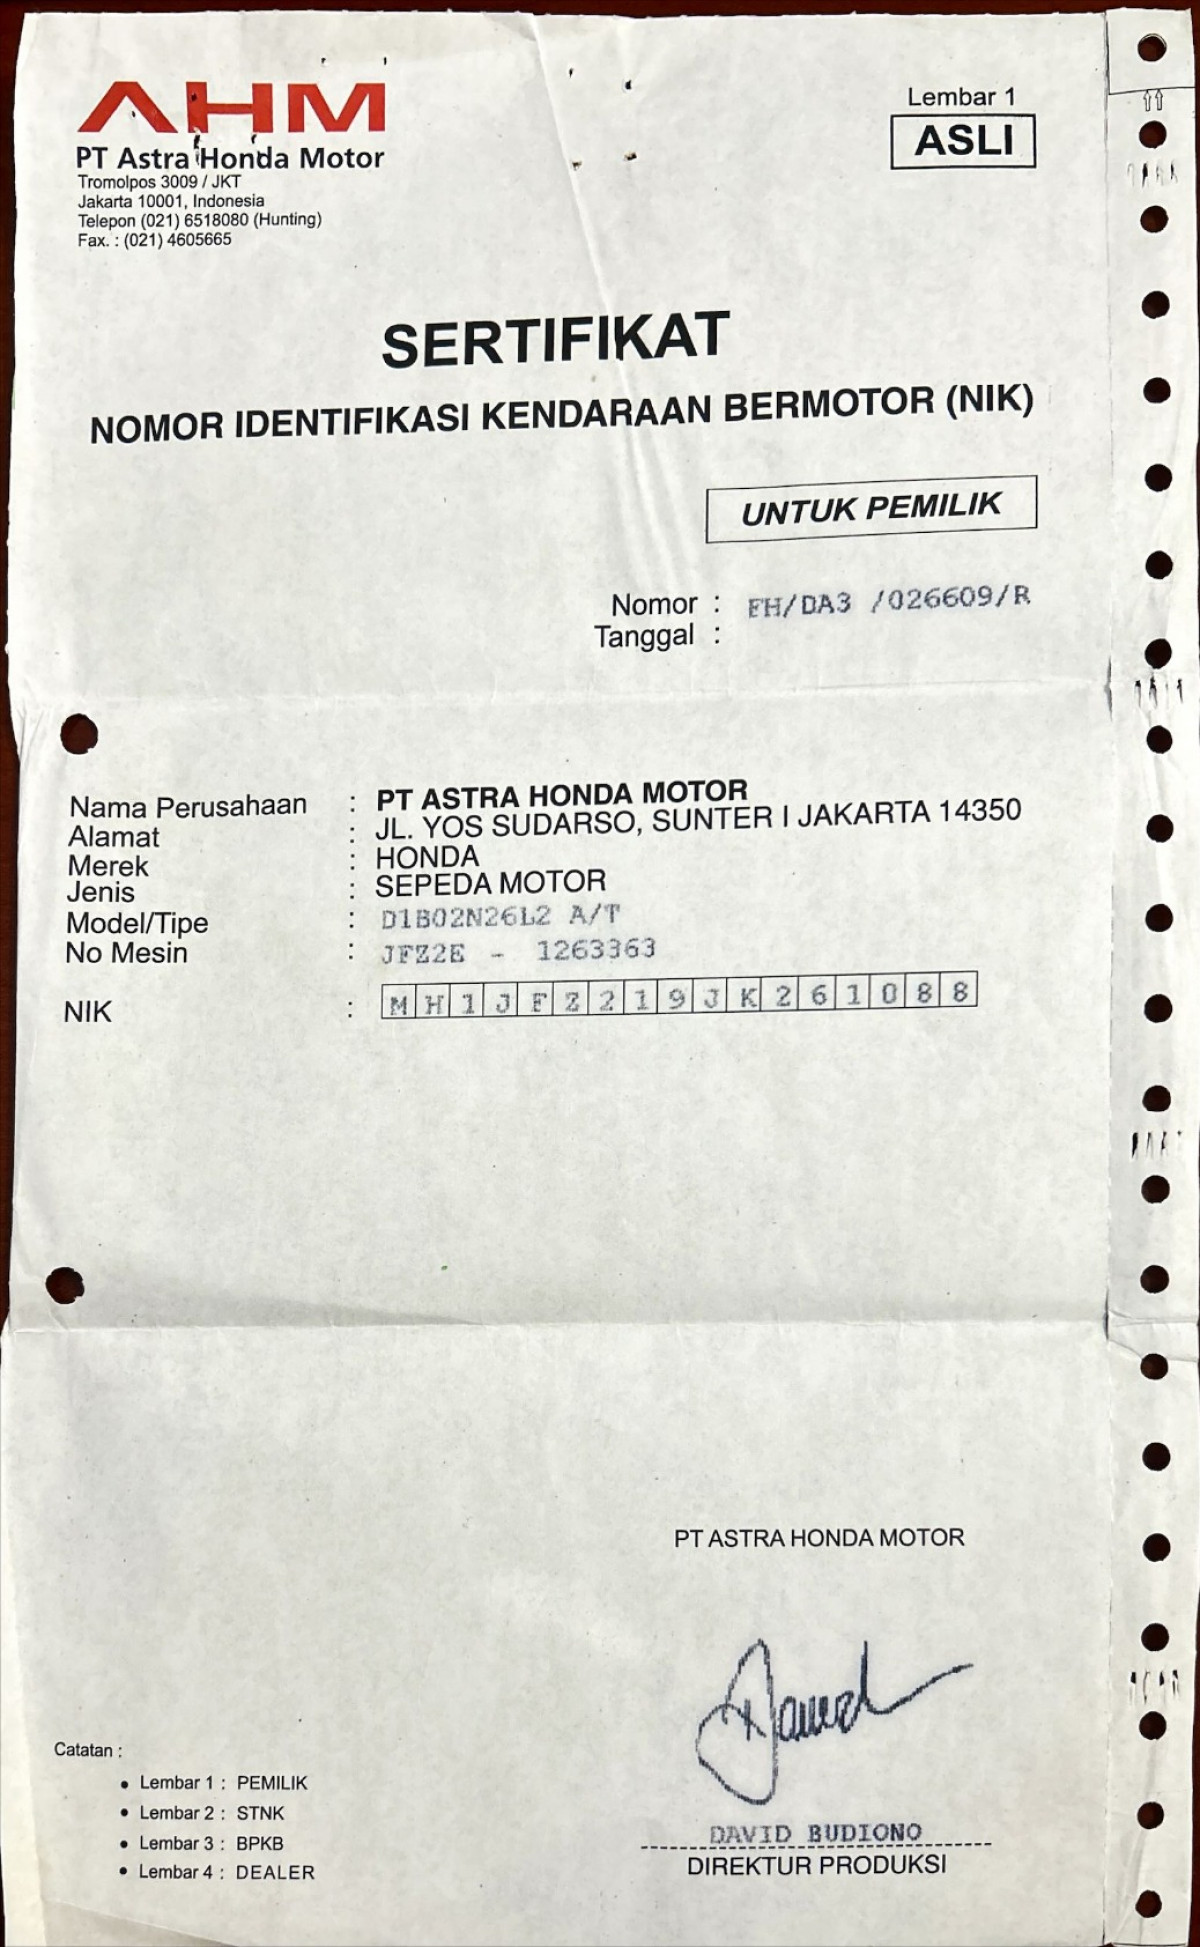 AHM
PT Astra Honda Motor
Tromolpos 3009 / JKT
Jakarta 10001, Indonesia
Telepon (021) 6518080 (Hunting)
Fax. : (021) 4605665
Lembar 1
ASLI
SERTIFIKAT
NOMOR IDENTIFIKASI KENDARAAN BERMOTOR (NIK)
UNTUK PEMILIK
Nomor : FH/DA3 /026609/R
Tanggal :
Nama Perusahaan : PT ASTRA HONDA MOTOR
Alamat : JL. YOS SUDARSO, SUNTER I JAKARTA 14350
Merek : HONDA
Jenis : SEPEDA MOTOR
Model/Tipe : D1B02N26L2 A/T
No Mesin : JFZ2E - 1263363
NIK : MH1JFZ219JK261088
PT ASTRA HONDA MOTOR
DAVID BUDIONO
DIREKTUR PRODUKSI
Catatan :
• Lembar 1 : PEMILIK
• Lembar 2 : STNK
• Lembar 3 : BPKB
• Lembar 4 : DEALER